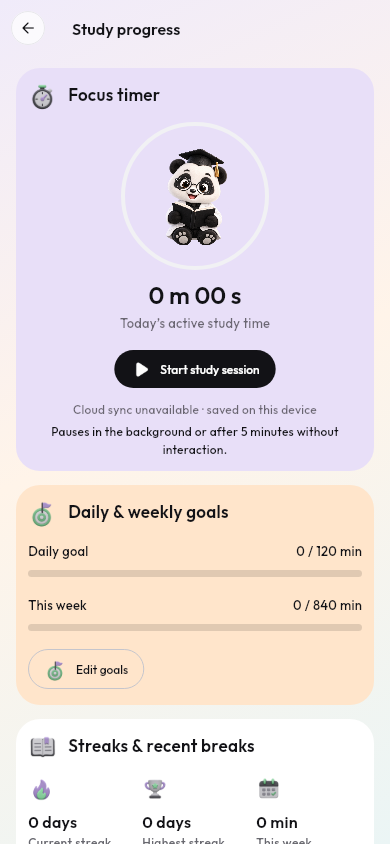 Study progress
Focus timer
0 m 00 s
Today's active study time
Start study session
Cloud sync unavailable · saved on this device
Pauses in the background or after 5 minutes without
interaction.
Daily & weekly goals
Daily goal 0 / 120 min
This week 0 / 840 min
Edit goals
Streaks & recent breaks
0 days 0 days 0 min
Current streak Highest streak This week